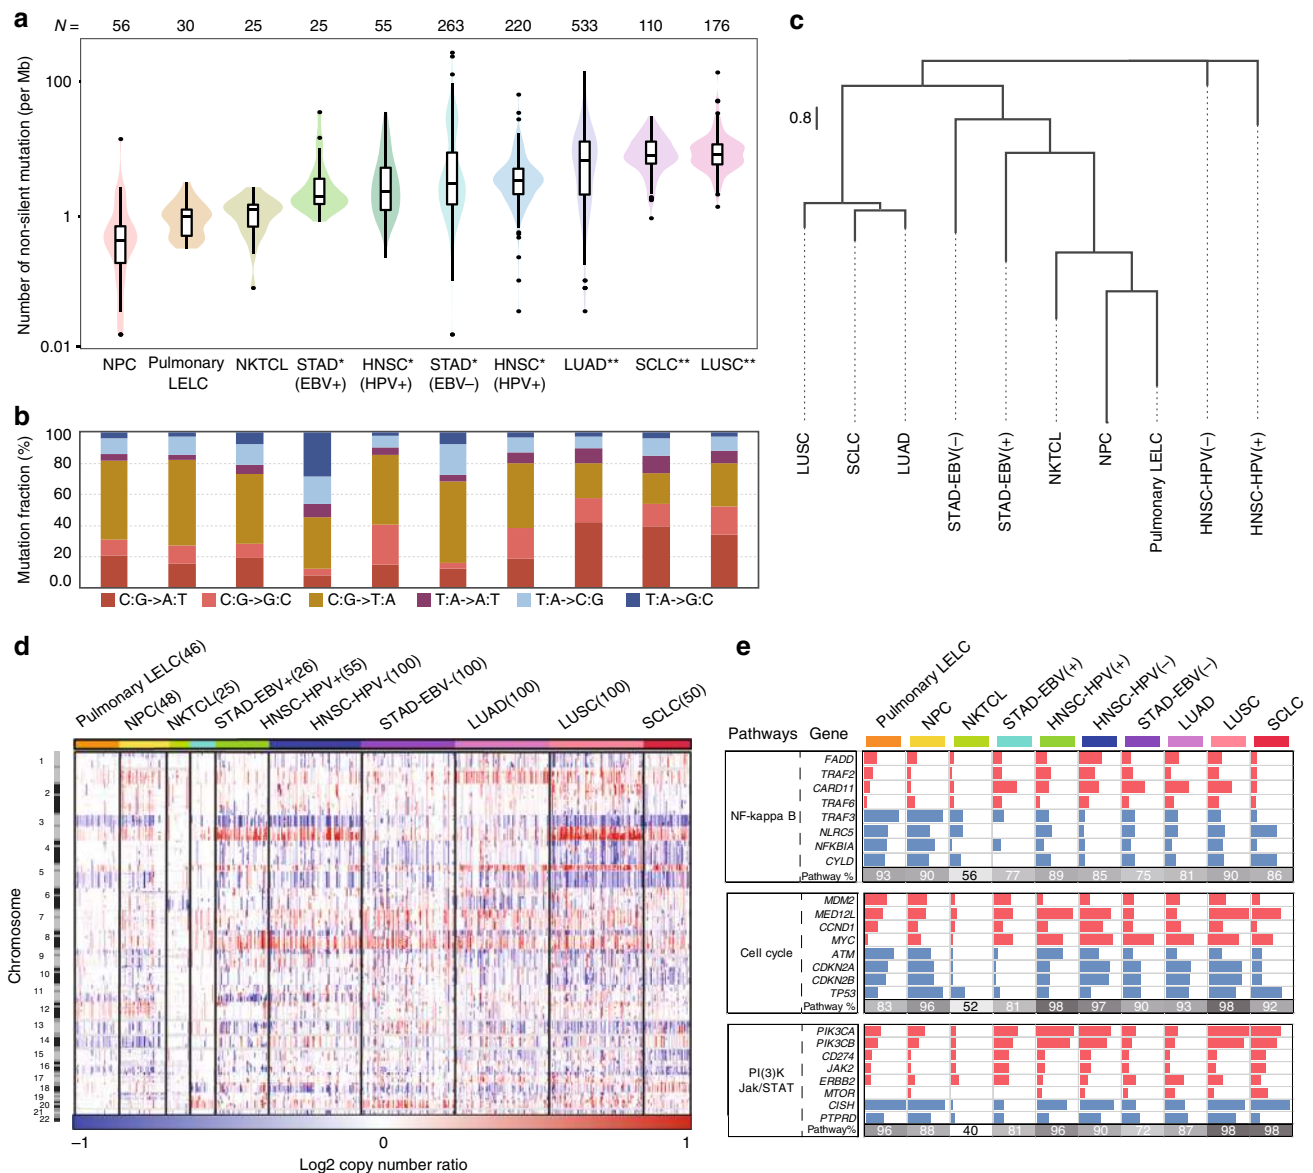 a
N = 56 30 25 25 55 263 220 533 110 176
Number of non-silent mutation (per Mb)
100
1
0.01
NPC Pulmonary LELC NKTCL STAD* (EBV+) HNSC* (HPV+) STAD* (EBV–) HNSC* (HPV+) LUAD** SCLC** LUSC**
b
Mutation fraction (%)
100
80
60
40
20
0.0
C:G->A:T C:G->G:C C:G->T:A T:A->A:T T:A->C:G T:A->G:C
c
0.8
LUSC
SCLC
LUAD
STAD-EBV(–)
STAD-EBV(+)
NKTCL
NPC
Pulmonary LELC
HNSC-HPV(–)
HNSC-HPV(+)
d
Pulmonary LELC(46)
NPC(48)
NKTCL(25)
STAD-EBV+(26)
HNSC-HPV+(55)
HNSC-HPV-(100)
STAD-EBV-(100)
LUAD(100)
LUSC(100)
SCLC(50)
Chromosome
1
2
3
4
5
6
7
8
9
10
11
12
13
14
15
16
17
18
19
20
21
22
–1 0 1
Log2 copy number ratio
e
Pathways Gene
Pulmonary LELC
NPC
NKTCL
STAD-EBV(+)
HNSC-HPV(+)
HNSC-HPV(–)
STAD-EBV(–)
LUAD
LUSC
SCLC
NF-kappa B
FADD
TRAF2
CARD11
TRAF6
TRAF3
NLRC5
NFKBIA
CYLD
Pathway % 93 90 56 77 89 85 75 81 90 86
Cell cycle
MDM2
MED12L
CCND1
MYC
ATM
CDKN2A
CDKN2B
TP53
Pathway % 83 96 52 81 98 97 90 93 98 92
PI(3)K
Jak/STAT
PIK3CA
PIK3CB
CD274
JAK2
ERBB2
MTOR
CISH
PTPRD
Pathway% 96 88 40 81 96 90 72 87 98 98